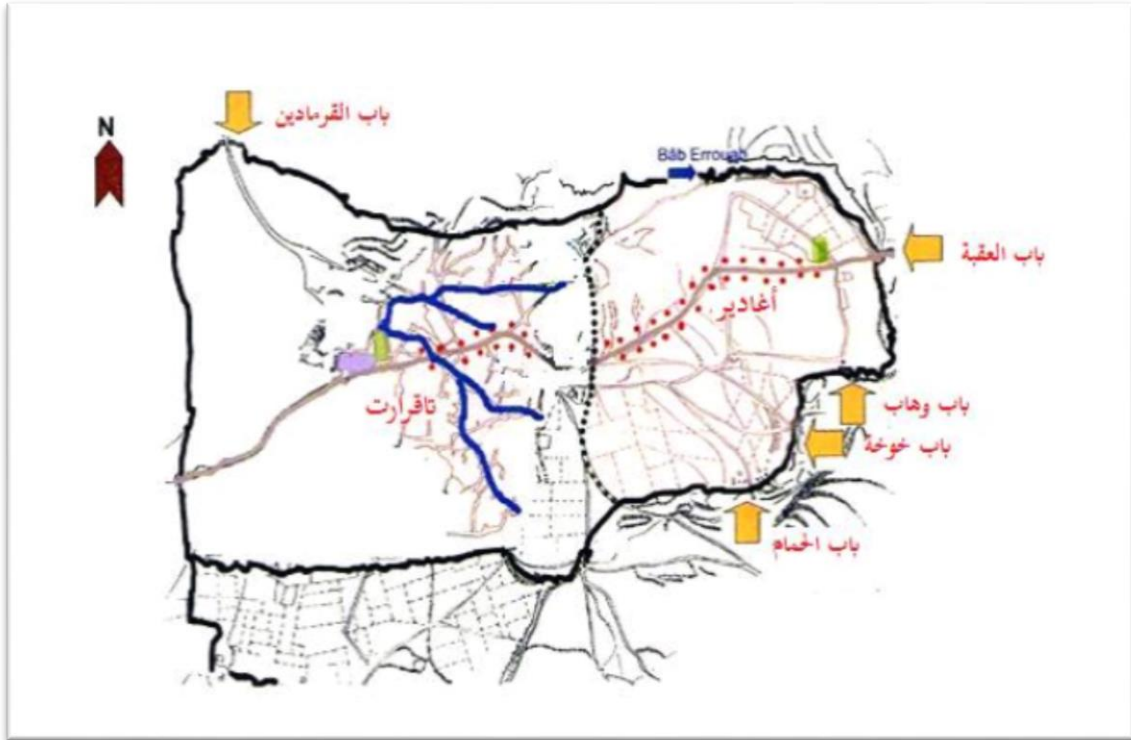 باب القرمادين
N
Bâb Errouah
باب العقبة
أغادير
تاقرارت
باب وهاب
باب خوخة
باب الحمام